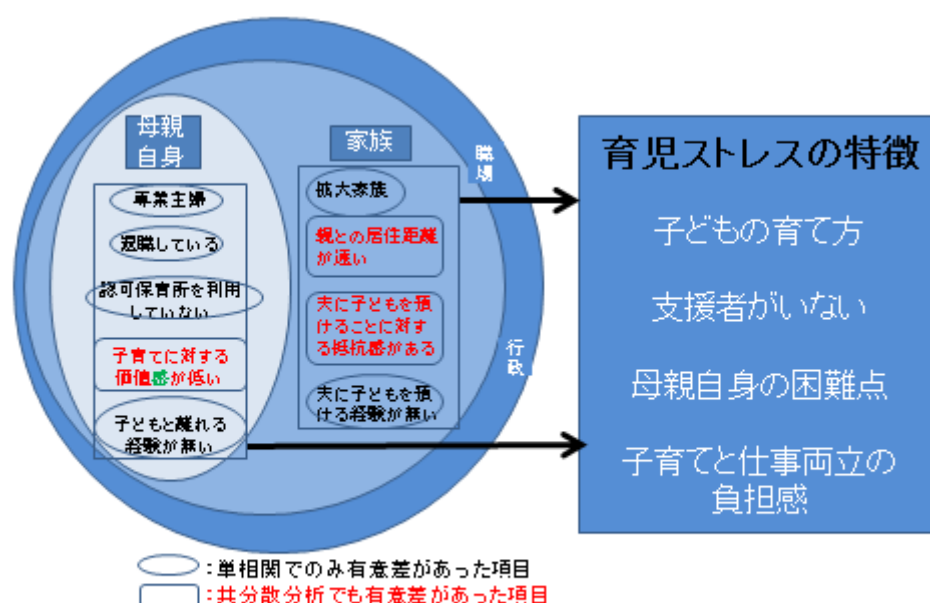 母親
自身
専業主婦
退職している
認可保育所を利用
していない
子育てに対する
価値感が低い
子どもと離れる
経験が無い
家族
拡大家族
親との居住距離
が遠い
夫に子どもを預
けることに対す
る抵抗感がある
夫に子どもを預
ける経験が無い
職場
行政
育児ストレスの特徴
子どもの育て方
支援者がいない
母親自身の困難点
子育てと仕事両立の
負担感
:単相関でのみ有意差があった項目
:共分散分析でも有意差があった項目